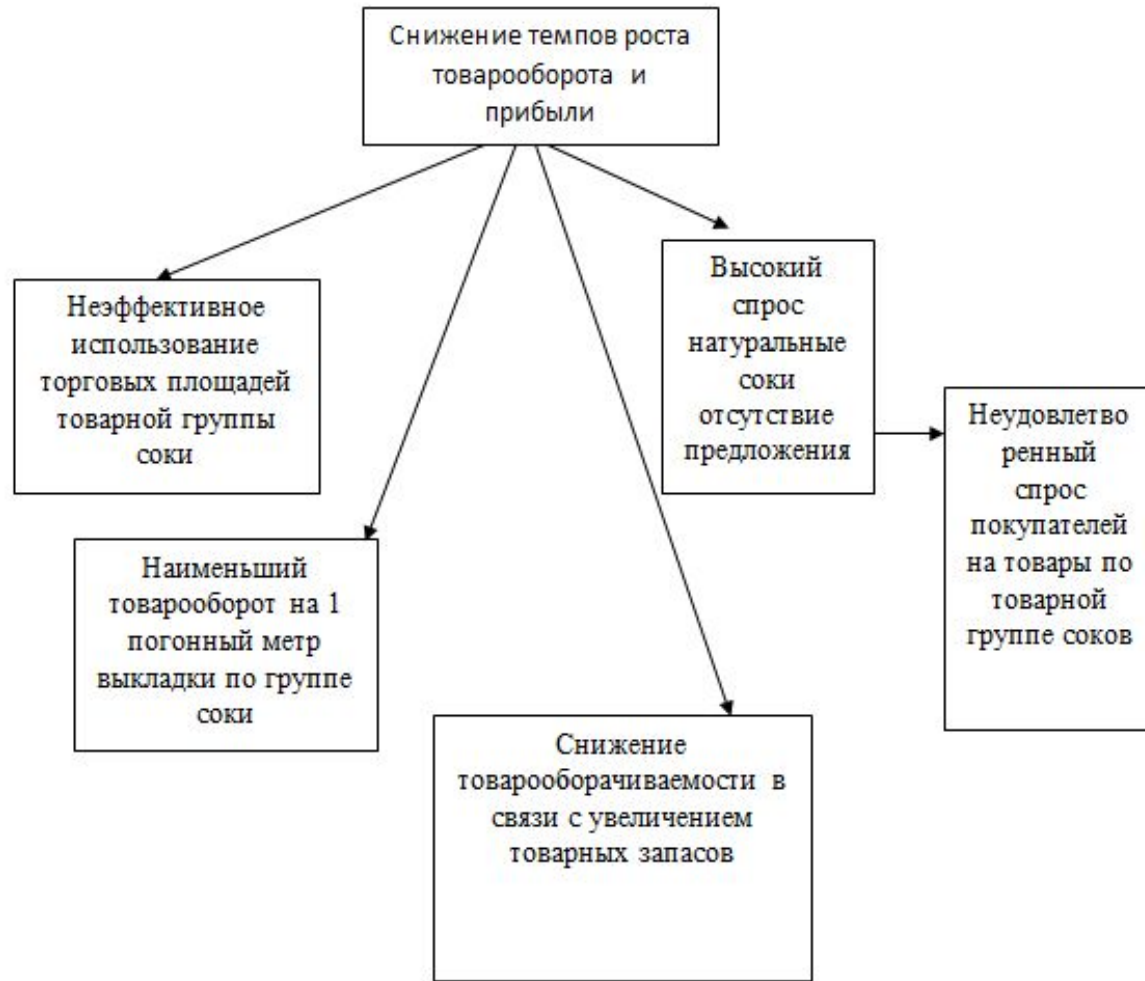 Снижение темпов роста
товарооборота и
прибыли
Неэффективное
использование
торговых площадей
товарной группы
соки
Высокий
спрос
натуральные
соки
отсутствие
предложения
Неудовлетво
ренный
спрос
покупателей
на товары по
товарной
группе соков
Наименьший
товарооборот на 1
погонный метр
выкладки по группе
соки
Снижение
товарооборачиваемости в
связи с увеличением
товарных запасов